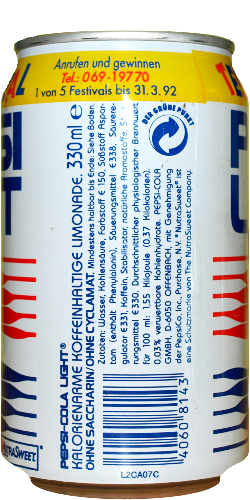 Anrufen und gewinnen
Tel.: 069-19770
1 von 5 Festivals bis 31.3.92
PEPSI-COLA LIGHT®
KALORIENARME KOFFEINHALTIGE LIMONADE. 330 ml e
OHNE SACCHARIN/OHNE CYCLAMAT. Mindestens haltbar bis Ende: Siehe Boden.
Zutaten: Wasser, Kohlensäure, Farbstoff E 150, Süßstoff Aspar-
tam (enthält Phenylalanin), Säuerungsmittel E 338, Säurere-
gulator E 331, Koffein, Stabilisator, natürliche Aromastoffe,
tungsmittel E 330. Durchschnittlicher physiologischer Brennwert
für 100 ml: 1,55 Kilojoule (0,37 Kilokalorien).
0,03% verwertbare Kohlenhydrate. PEPSI-COLA
GMBH, D-6050 OFFENBACH, mit Genehmigung
der PepsiCo, Inc., Purchase, N.Y. "NutraSweet" ist
eine Schutzmarke von The NutraSweet Company.
DER GRÜNE PUNKT
4060 8143
NUTRASWEET
L2CA07C